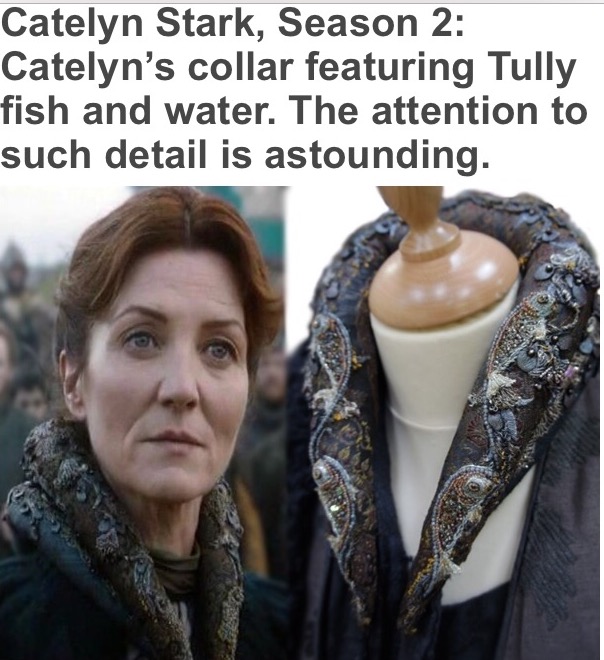 Catelyn Stark, Season 2:
Catelyn’s collar featuring Tully
fish and water. The attention to
such detail is astounding.